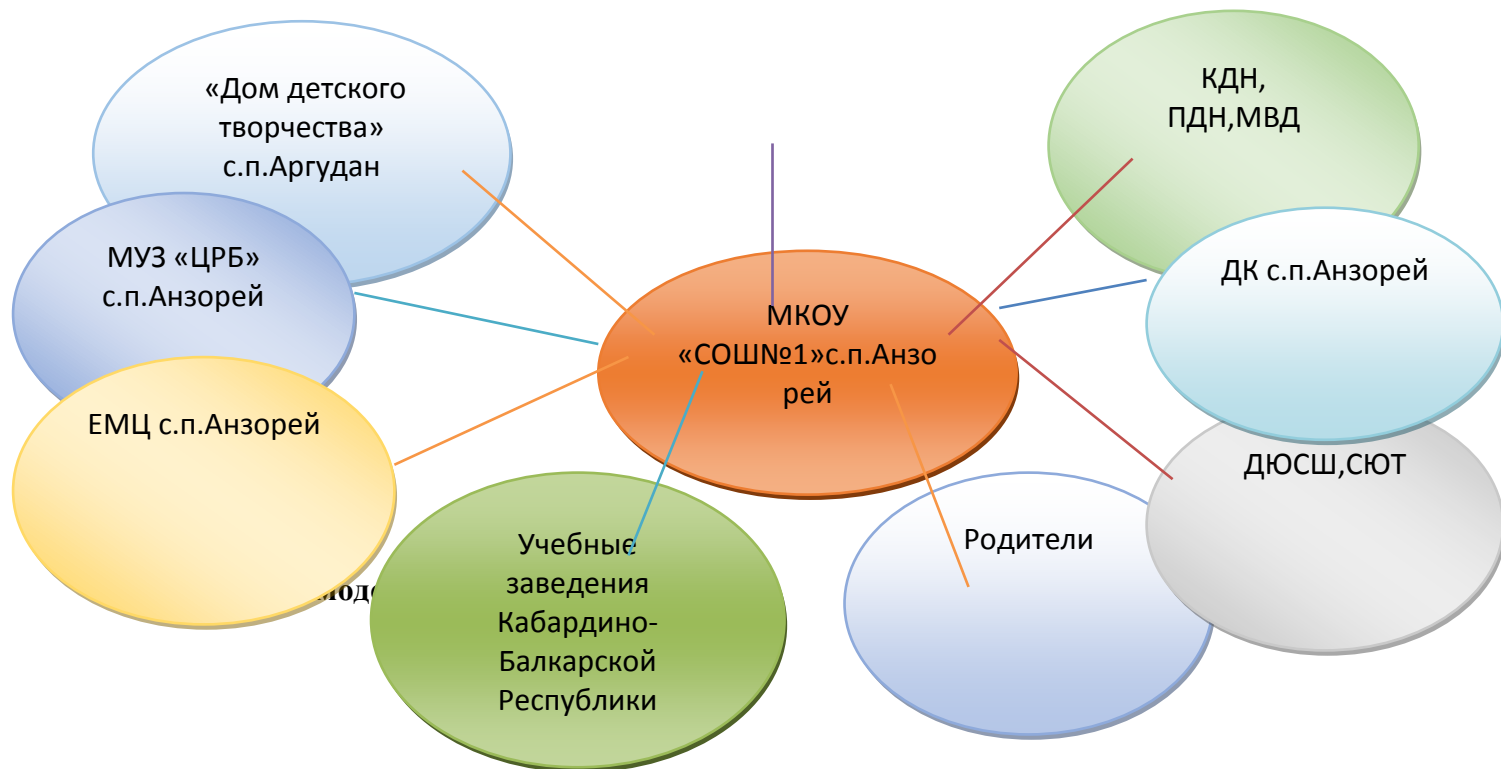 «Дом детского
творчества»
с.п.Аргудан
КДН,
ПДН,МВД
МУЗ «ЦРБ»
с.п.Анзорей
ДК с.п.Анзорей
МКОУ
«СОШ№1»с.п.Анзо
рей
ЕМЦ с.п.Анзорей
ДЮСШ,СЮТ
Учебные
заведения
Кабардино-
Балкарской
Республики
Родители